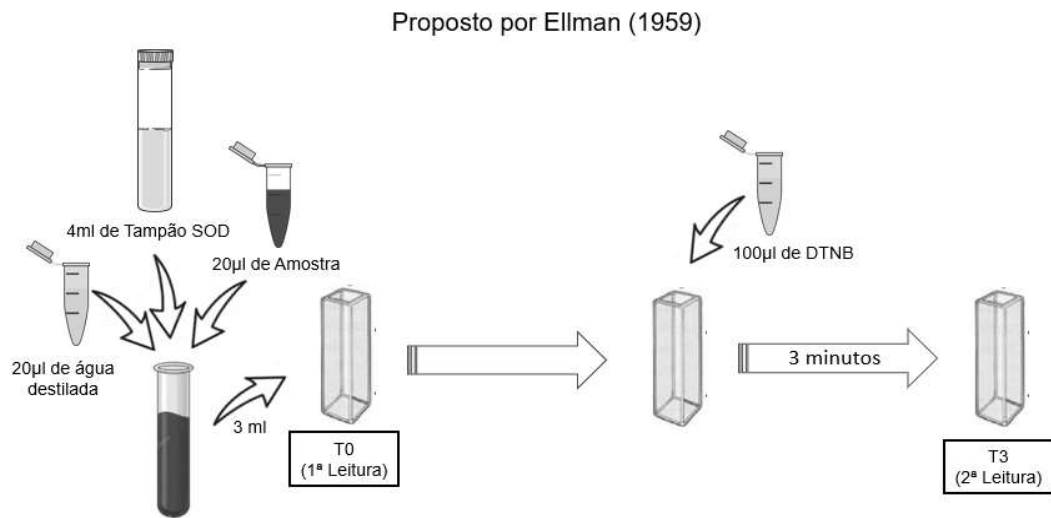 Proposto por Ellman (1959)
4ml de Tampão SOD
20µl de Amostra
20µl de água
destilada
3 ml
T0
(1ª Leitura)
100µl de DTNB
3 minutos
T3
(2ª Leitura)